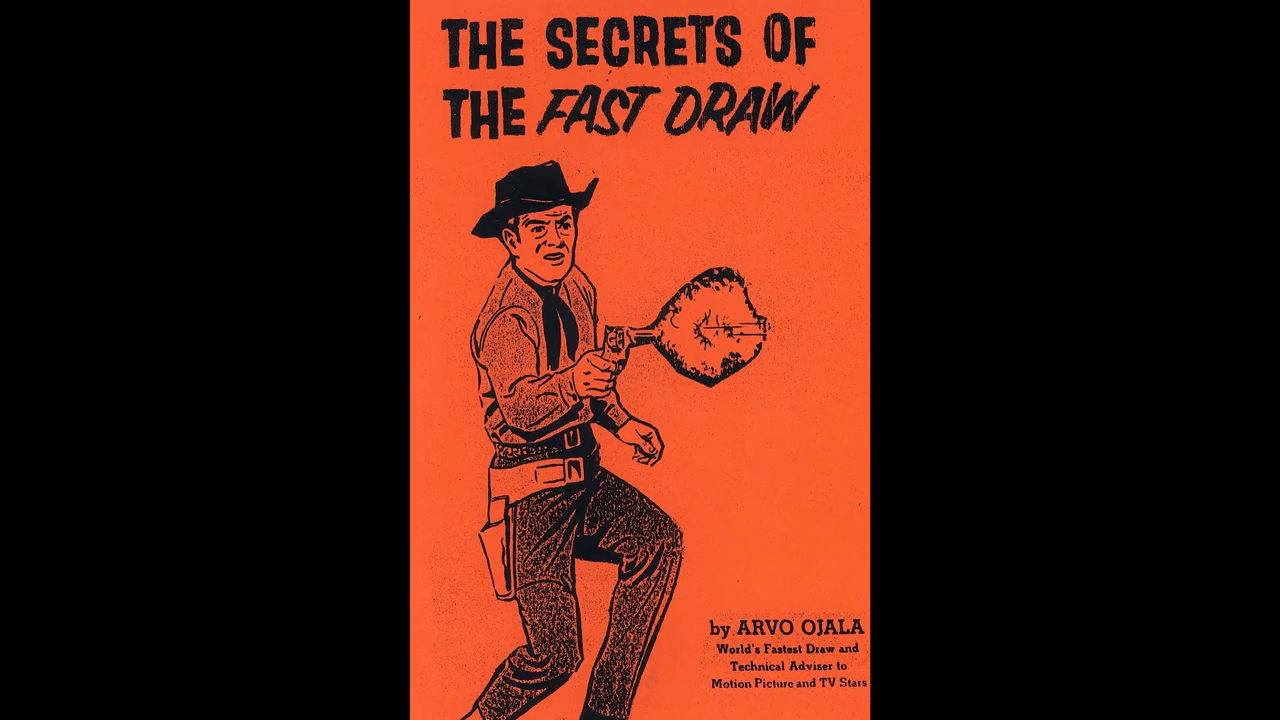 THE SECRETS OF
THE FAST DRAW
by ARVO OJALA
World's Fastest Draw and
Technical Adviser to
Motion Picture and TV Stars